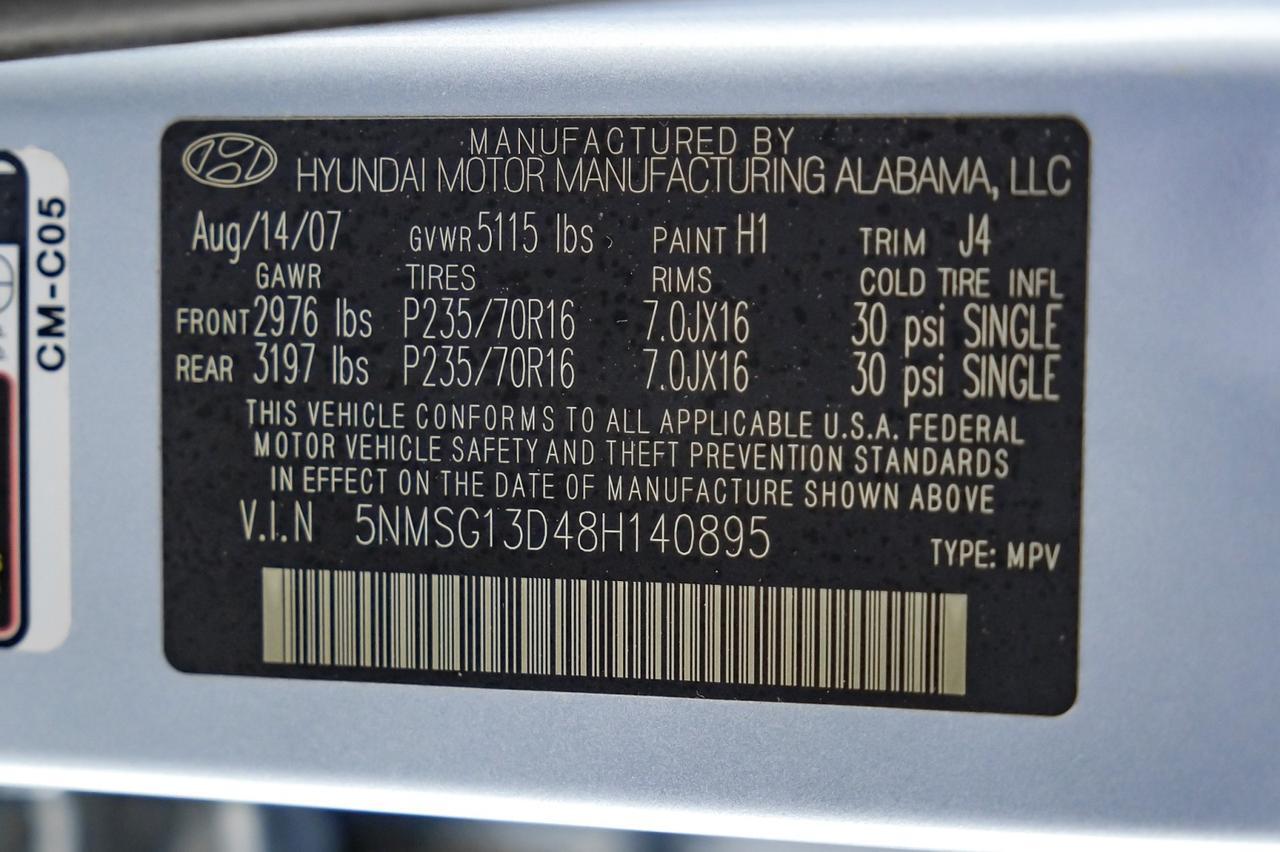 MANUFACTURED BY
HYUNDAI MOTOR MANUFACTURING ALABAMA, LLC
Aug/14/07 GVWR 5115 lbs PAINT H1 TRIM J4
GAWR TIRES RIMS COLD TIRE INFL
FRONT 2976 lbs P235/70R16 7.0JX16 30 psi SINGLE
REAR 3197 lbs P235/70R16 7.0JX16 30 psi SINGLE
THIS VEHICLE CONFORMS TO ALL APPLICABLE U.S.A. FEDERAL
MOTOR VEHICLE SAFETY AND THEFT PREVENTION STANDARDS
IN EFFECT ON THE DATE OF MANUFACTURE SHOWN ABOVE
V.I.N 5NMSG13D48H140895
TYPE: MPV
CM-C05